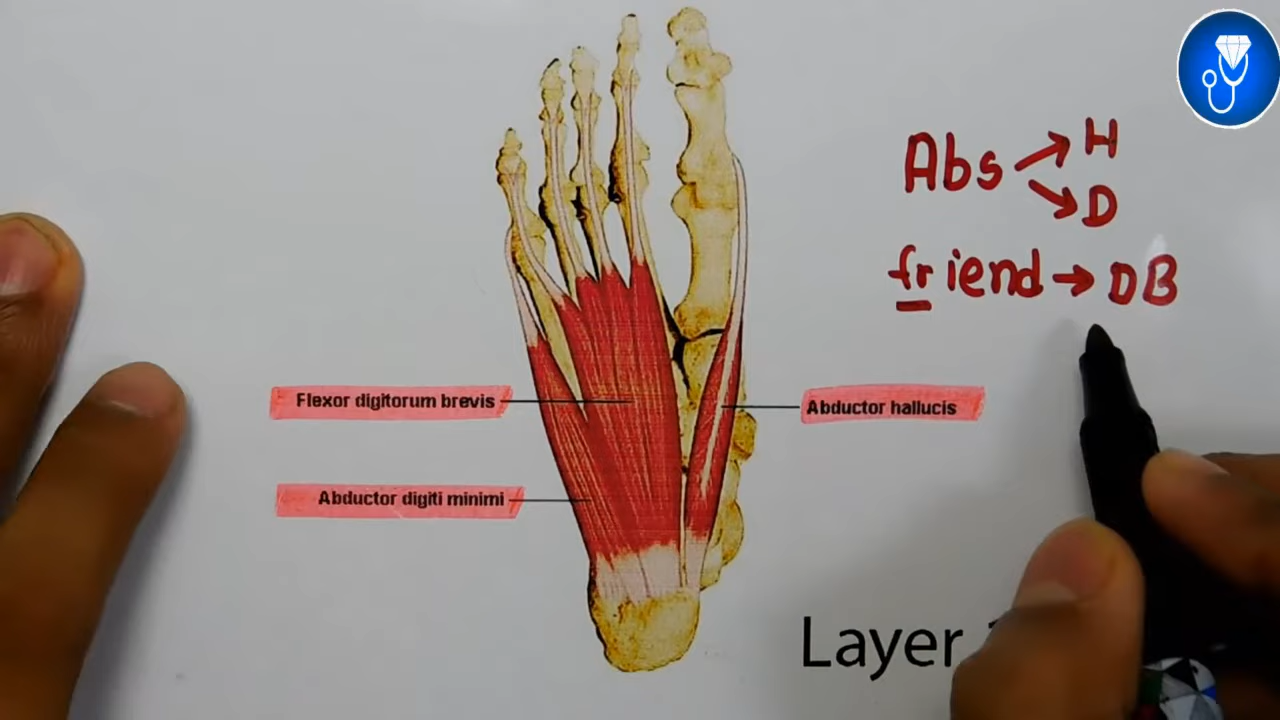 Abs → H
→ D
friend → DB
Flexor digitorum brevis
Abductor hallucis
Abductor digiti minimi
Layer